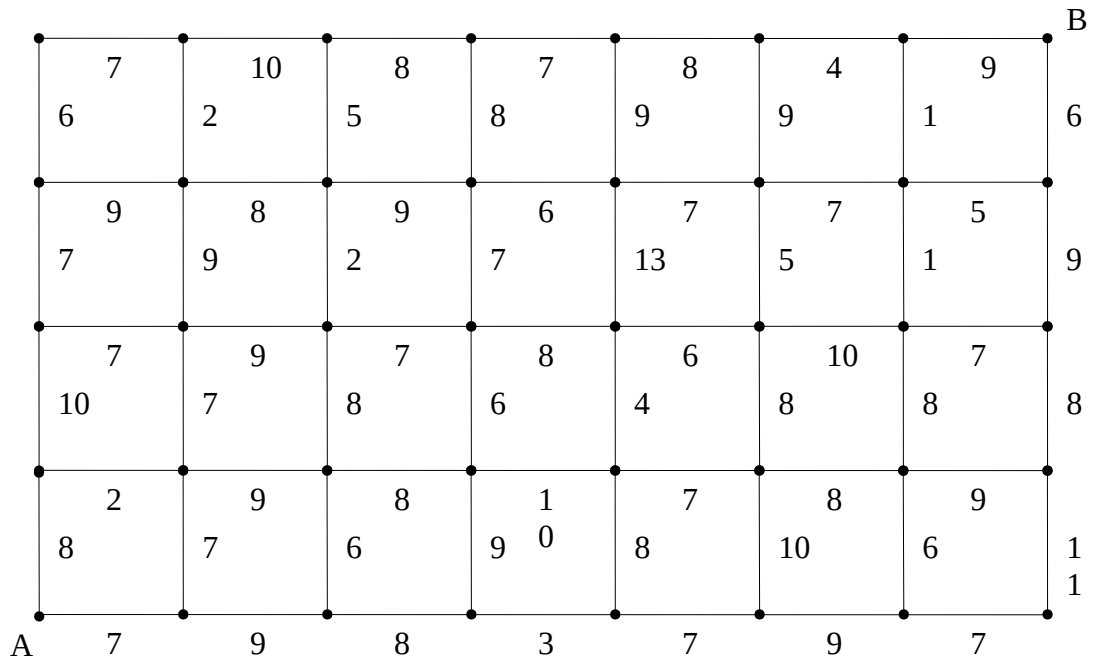 B
7 10 8 7 8 4 9
6 2 5 8 9 9 1 6
9 8 9 6 7 7 5
7 9 2 7 13 5 1 9
7 9 7 8 6 10 7
10 7 8 6 4 8 8 8
2 9 8 1 7 8 9
0
8 7 6 9 8 10 6 1
1
A 7 9 8 3 7 9 7